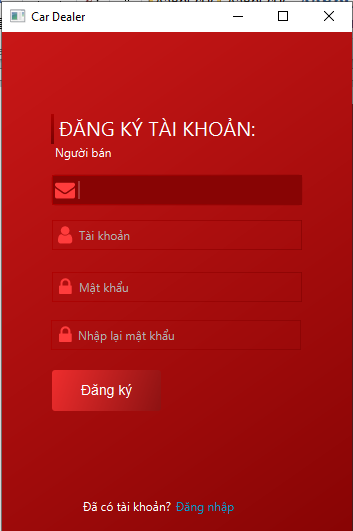 Car Dealer
ĐĂNG KÝ TÀI KHOẢN:
Người bán
Tài khoản
Mật khẩu
Nhập lại mật khẩu
Đăng ký
Đã có tài khoản? Đăng nhập